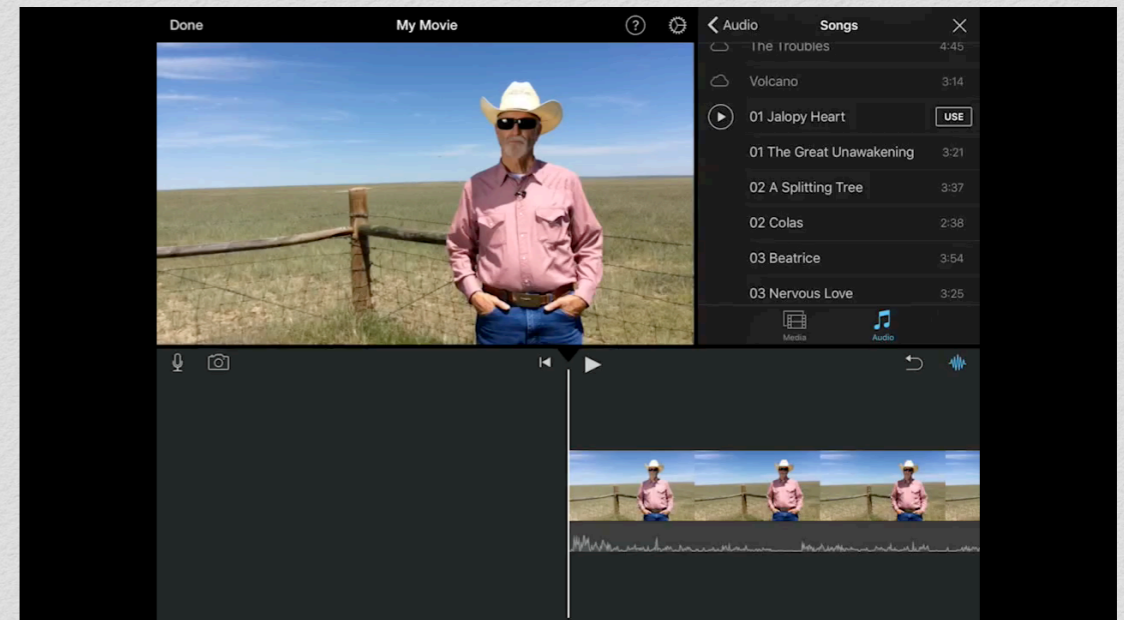 Done
My Movie
?
Audio
Songs
The Troubles 4:45
Volcano 3:14
01 Jalopy Heart USE
01 The Great Unawakening 3:21
02 A Splitting Tree 3:37
02 Colas 2:38
03 Beatrice 3:54
03 Nervous Love 3:25
Media
Audio